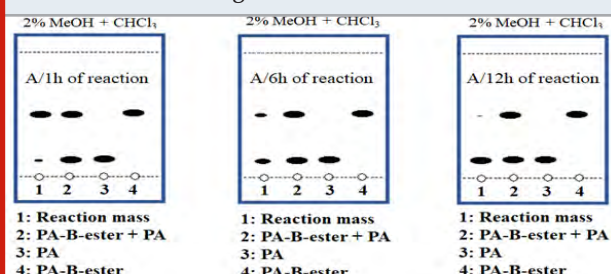 2% MeOH + CHCl₃
A/1h of reaction
1 2 3 4
1: Reaction mass
2: PA-B-ester + PA
3: PA
4: PA-B-ester
2% MeOH + CHCl₃
A/6h of reaction
1 2 3 4
1: Reaction mass
2: PA-B-ester + PA
3: PA
4: PA-B-ester
2% MeOH + CHCl₃
A/12h of reaction
1 2 3 4
1: Reaction mass
2: PA-B-ester + PA
3: PA
4: PA-B-ester